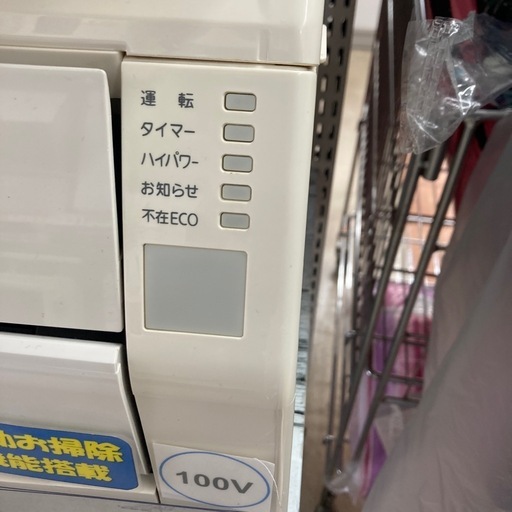 運転
タイマー
ハイパワー
お知らせ
不在ECO
お掃除
能搭載
100V